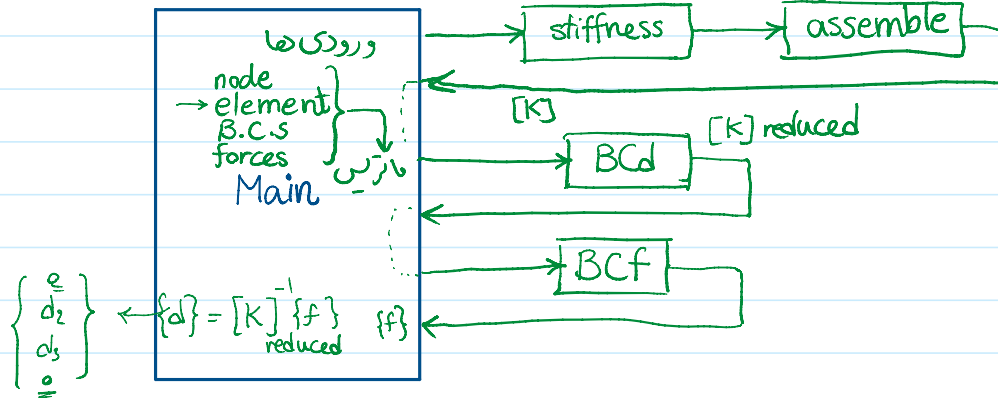 stiffness
assemble
ورودی ها
node
→ element
B.C.s
forces
ماتریس
Main
[K]
[K] reduced
BCd
BCf
{f}
{d} = [K]⁻¹ {f}
reduced
d₂
d₃